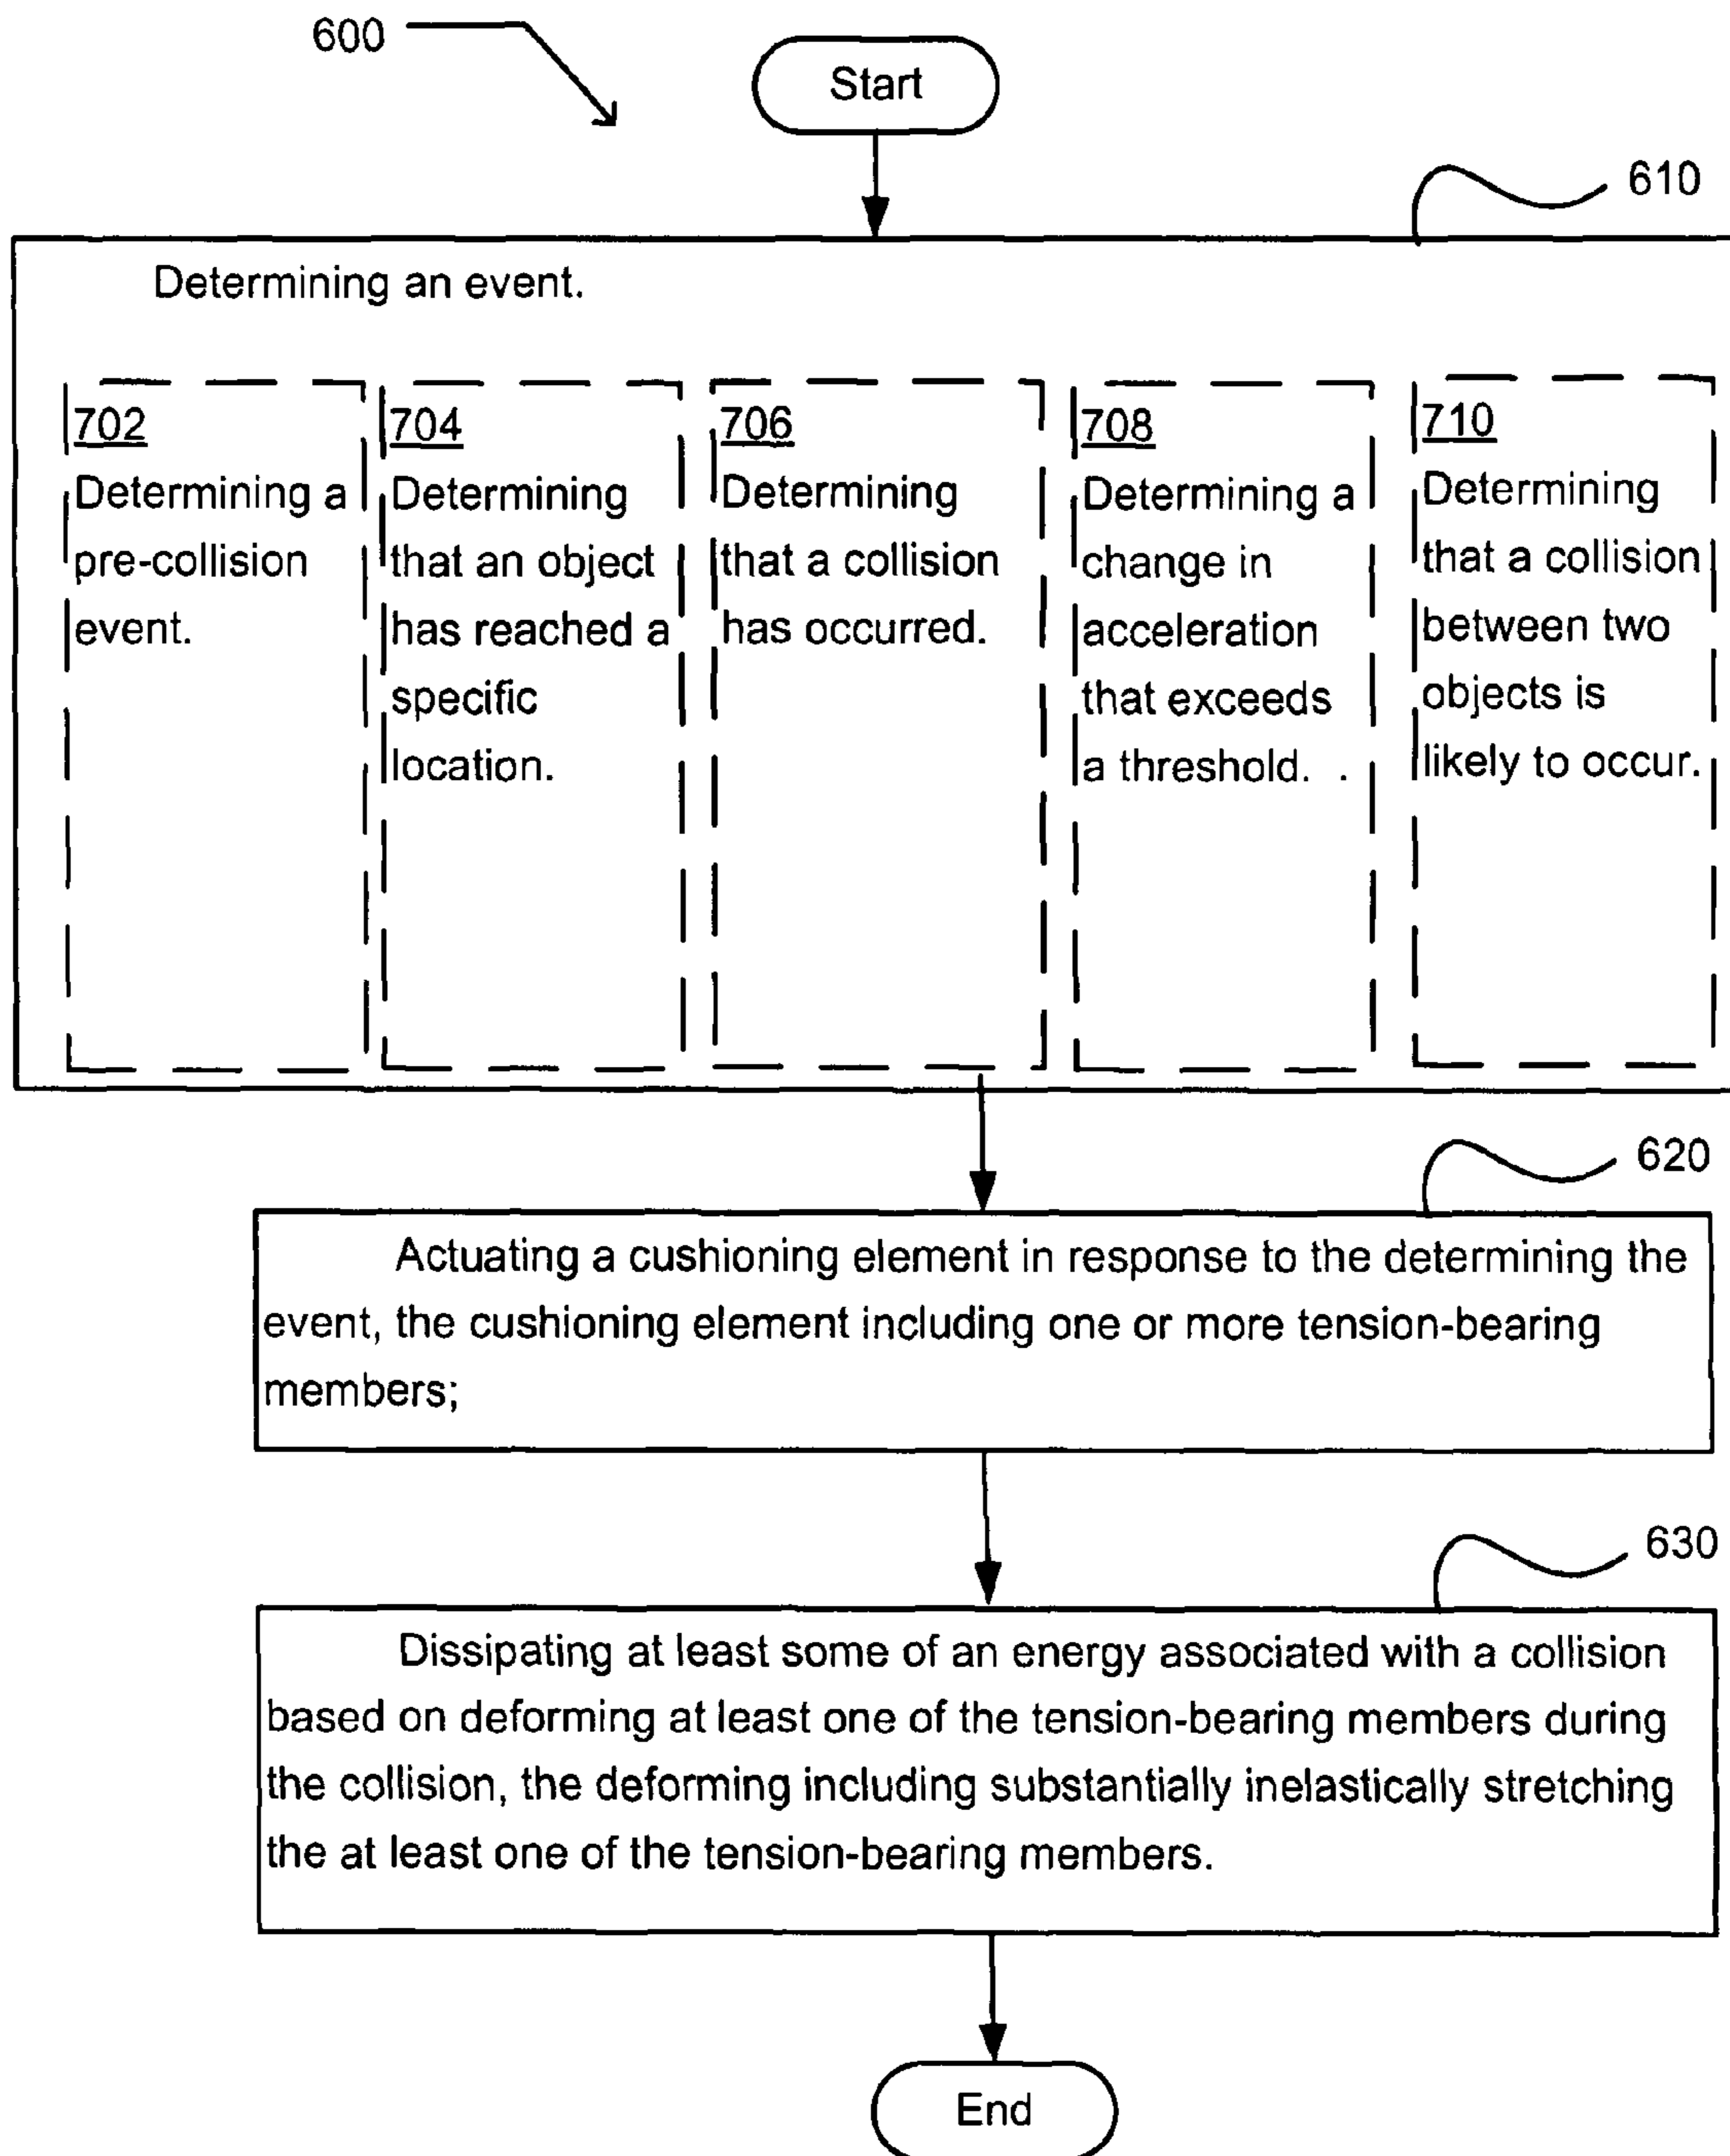 600
Start
610
Determining an event.
702
Determining a
pre-collision
event.
704
Determining
that an object
has reached a
specific
location.
706
Determining
that a collision
has occurred.
708
Determining a
change in
acceleration
that exceeds
a threshold. .
710
Determining
that a collision
between two
objects is
likely to occur.
620
Actuating a cushioning element in response to the determining the
event, the cushioning element including one or more tension-bearing
members;
630
Dissipating at least some of an energy associated with a collision
based on deforming at least one of the tension-bearing members during
the collision, the deforming including substantially inelastically stretching
the at least one of the tension-bearing members.
End